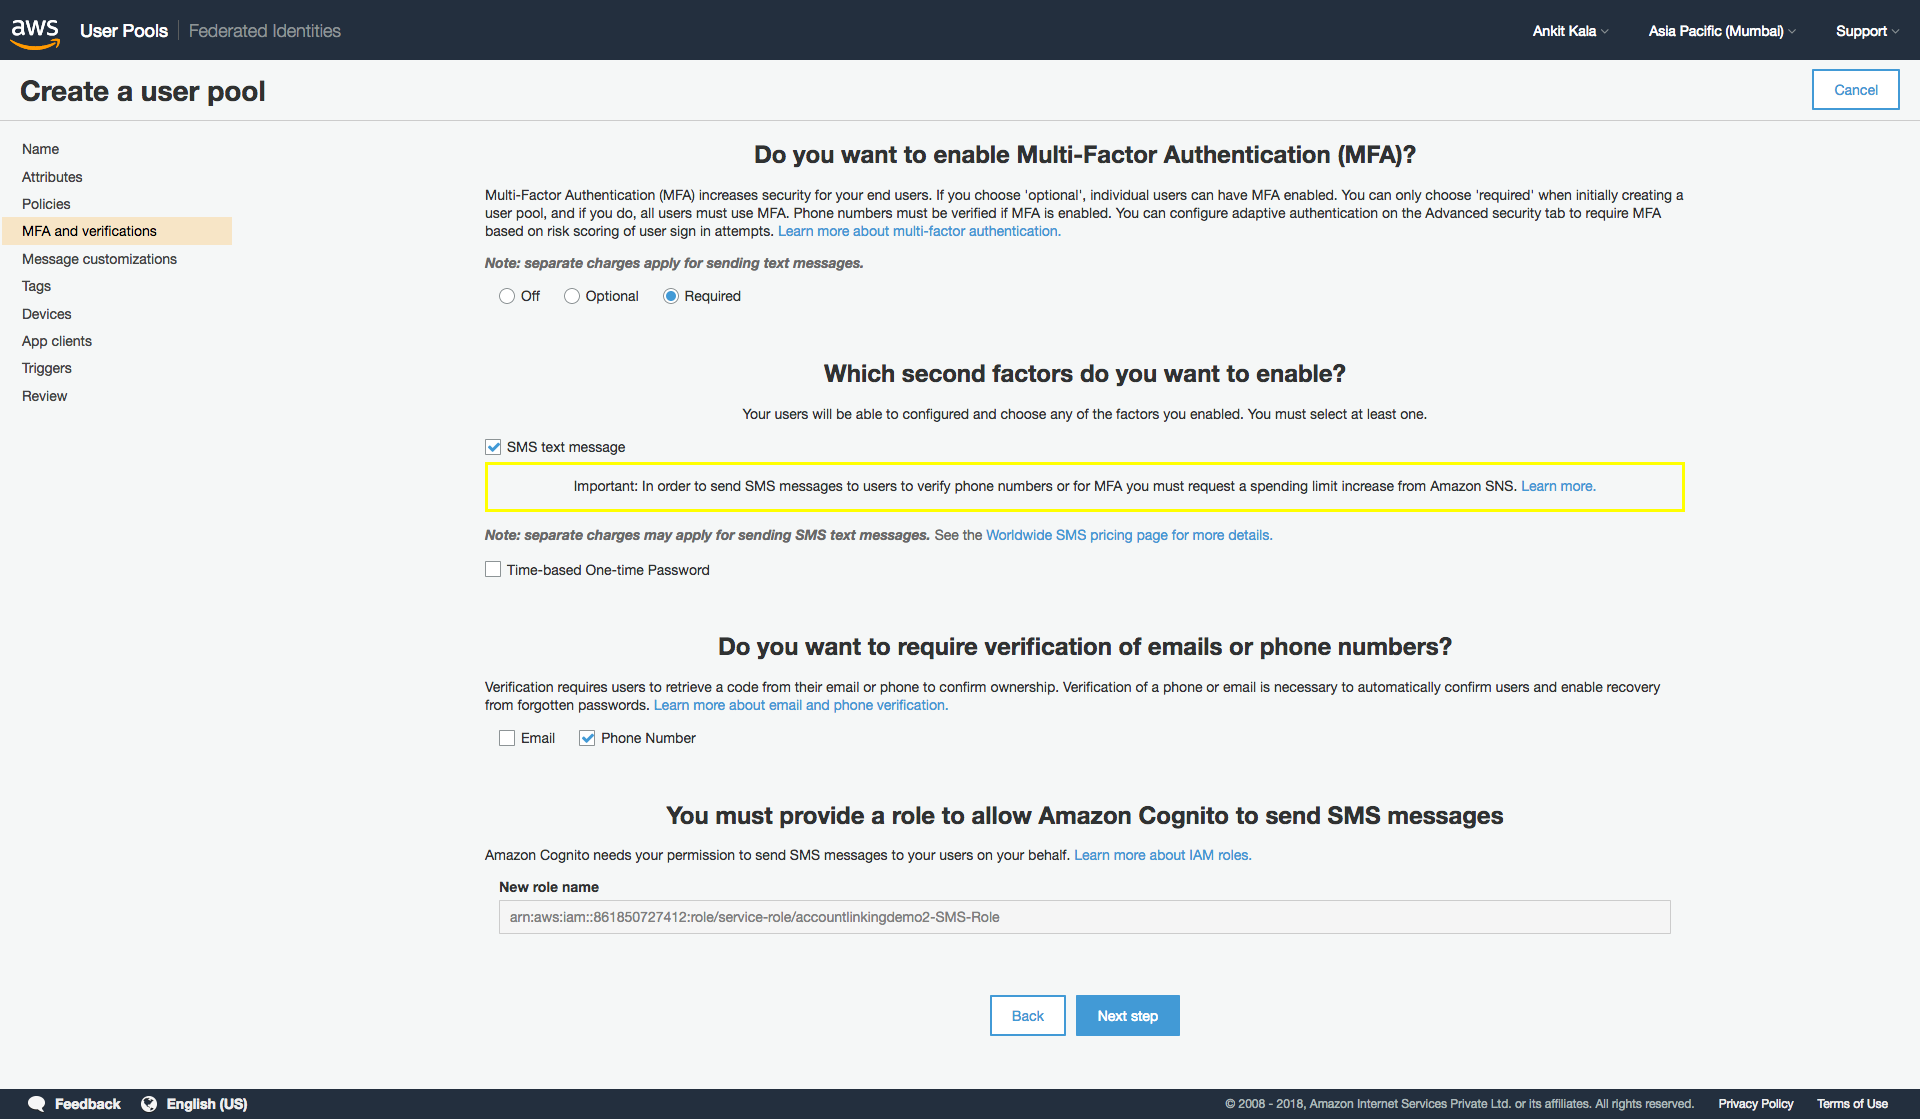 aws User Pools Federated Identities Ankit Kala Asia Pacific (Mumbai) Support
Create a user pool Cancel
Name
Attributes
Policies
MFA and verifications
Message customizations
Tags
Devices
App clients
Triggers
Review
Do you want to enable Multi-Factor Authentication (MFA)?
Multi-Factor Authentication (MFA) increases security for your end users. If you choose 'optional', individual users can have MFA enabled. You can only choose 'required' when initially creating a
user pool, and if you do, all users must use MFA. Phone numbers must be verified if MFA is enabled. You can configure adaptive authentication on the Advanced security tab to require MFA
based on risk scoring of user sign in attempts. Learn more about multi-factor authentication.
Note: separate charges apply for sending text messages.
Off Optional Required
Which second factors do you want to enable?
Your users will be able to configured and choose any of the factors you enabled. You must select at least one.
SMS text message
Important: In order to send SMS messages to users to verify phone numbers or for MFA you must request a spending limit increase from Amazon SNS. Learn more.
Note: separate charges may apply for sending SMS text messages. See the Worldwide SMS pricing page for more details.
Time-based One-time Password
Do you want to require verification of emails or phone numbers?
Verification requires users to retrieve a code from their email or phone to confirm ownership. Verification of a phone or email is necessary to automatically confirm users and enable recovery
from forgotten passwords. Learn more about email and phone verification.
Email Phone Number
You must provide a role to allow Amazon Cognito to send SMS messages
Amazon Cognito needs your permission to send SMS messages to your users on your behalf. Learn more about IAM roles.
New role name
arn:aws:iam::861850727412:role/service-role/accountlinkingdemo2-SMS-Role
Back Next step
Feedback English (US) © 2008 - 2018, Amazon Internet Services Private Ltd. or its affiliates. All rights reserved. Privacy Policy Terms of Use